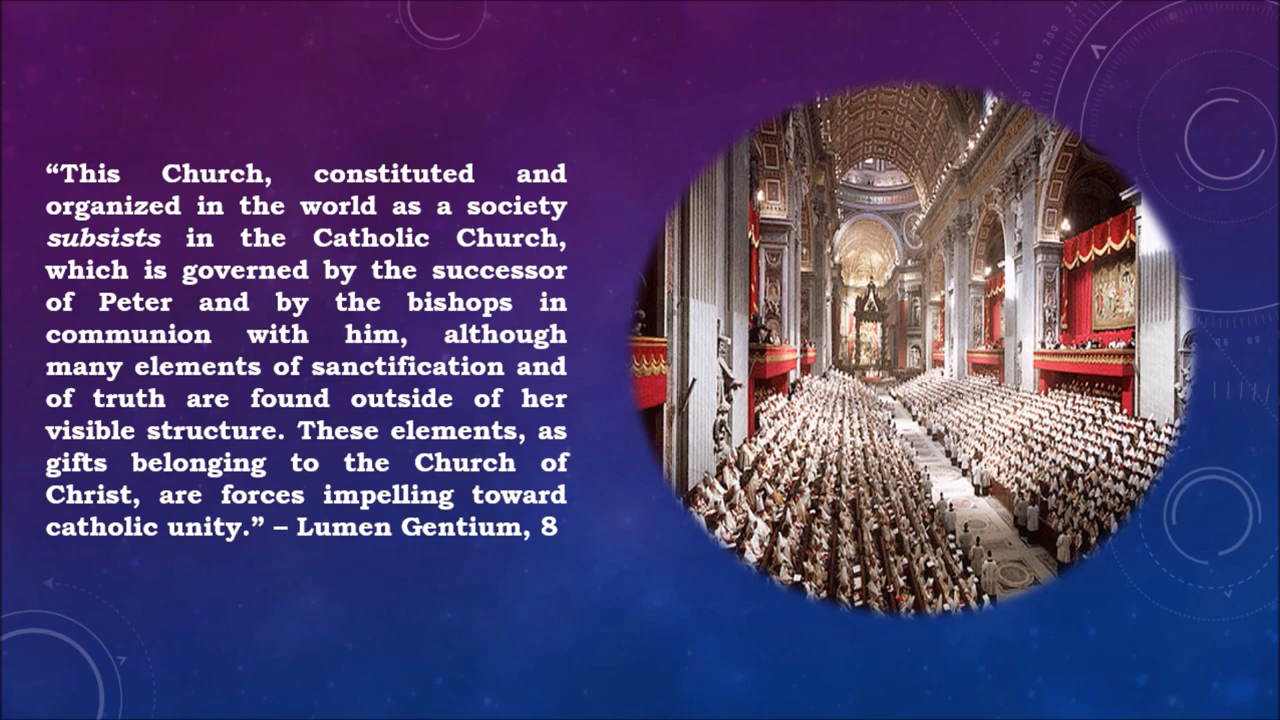 “This Church, constituted and
organized in the world as a society
subsists in the Catholic Church,
which is governed by the successor
of Peter and by the bishops in
communion with him, although
many elements of sanctification and
of truth are found outside of her
visible structure. These elements, as
gifts belonging to the Church of
Christ, are forces impelling toward
catholic unity.” – Lumen Gentium, 8